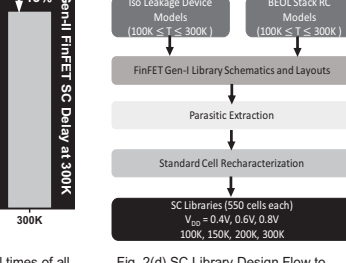 Gen-II FinFET SC Delay at 300K
300K
Iso Leakage Device
Models
(100K ≤ T ≤ 300K )
BEOL Stack RC
Models
(100K ≤ T ≤ 300K )
FinFET Gen-I Library Schematics and Layouts
Parasitic Extraction
Standard Cell Recharacterization
SC Libraries (550 cells each)
VDD = 0.4V, 0.6V, 0.8V
100K, 150K, 200K, 300K
times of all
Fig. 2(d) SC Library Design Flow to